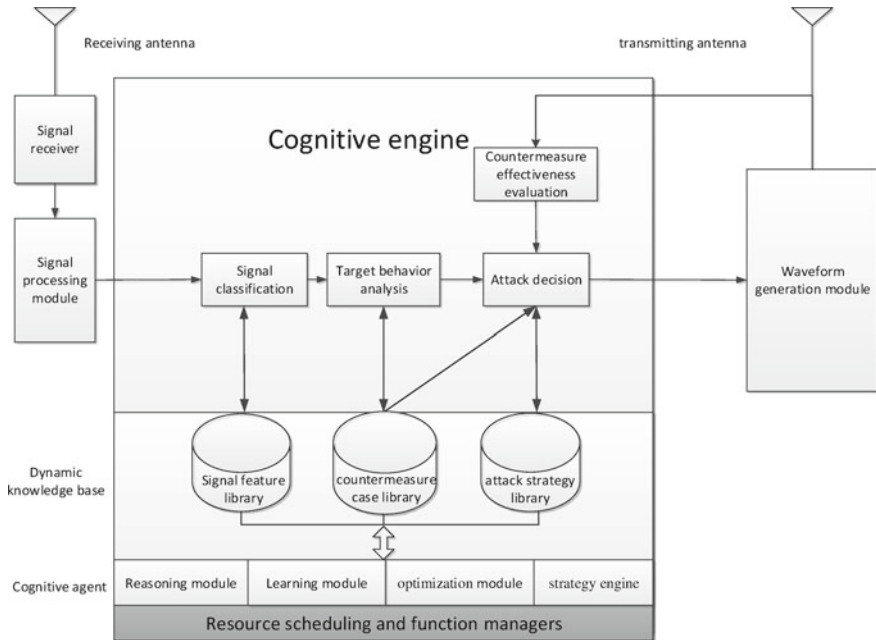 Receiving antenna
transmitting antenna
Signal
receiver
Cognitive engine
Countermeasure
effectiveness
evaluation
Signal
processing
module
Signal
classification
Target behavior
analysis
Attack decision
Waveform
generation module
Dynamic
knowledge base
Signal feature
library
countermeasure
case library
attack strategy
library
Cognitive agent
Reasoning module
Learning module
optimization module
strategy engine
Resource scheduling and function managers